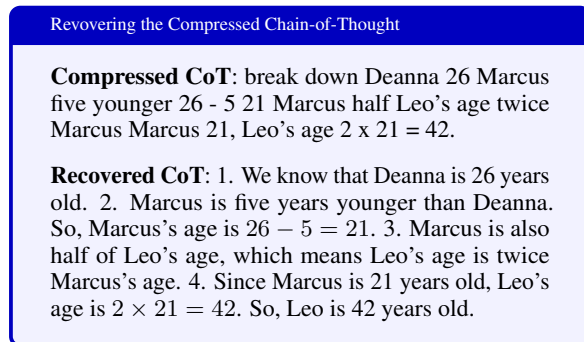 Revovering the Compressed Chain-of-Thought
Compressed CoT: break down Deanna 26 Marcus
five younger 26 - 5 21 Marcus half Leo's age twice
Marcus Marcus 21, Leo's age 2 x 21 = 42.
Recovered CoT: 1. We know that Deanna is 26 years
old. 2. Marcus is five years younger than Deanna.
So, Marcus's age is 26 − 5 = 21. 3. Marcus is also
half of Leo's age, which means Leo's age is twice
Marcus's age. 4. Since Marcus is 21 years old, Leo's
age is 2 × 21 = 42. So, Leo is 42 years old.